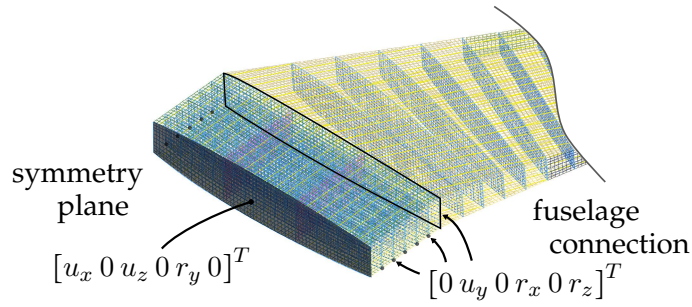 symmetry
plane
[u_x 0 u_z 0 r_y 0]^T
fuselage
connection
[0 u_y 0 r_x 0 r_z]^T